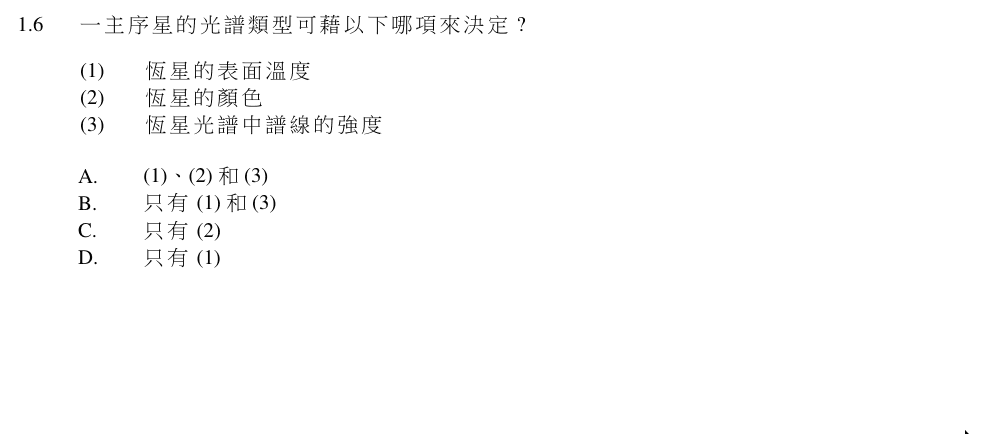 1.6 一主序星的光譜類型可藉以下哪項來決定？
(1) 恆星的表面溫度
(2) 恆星的顏色
(3) 恆星光譜中譜線的強度
A. (1)、(2) 和 (3)
B. 只有 (1) 和 (3)
C. 只有 (2)
D. 只有 (1)